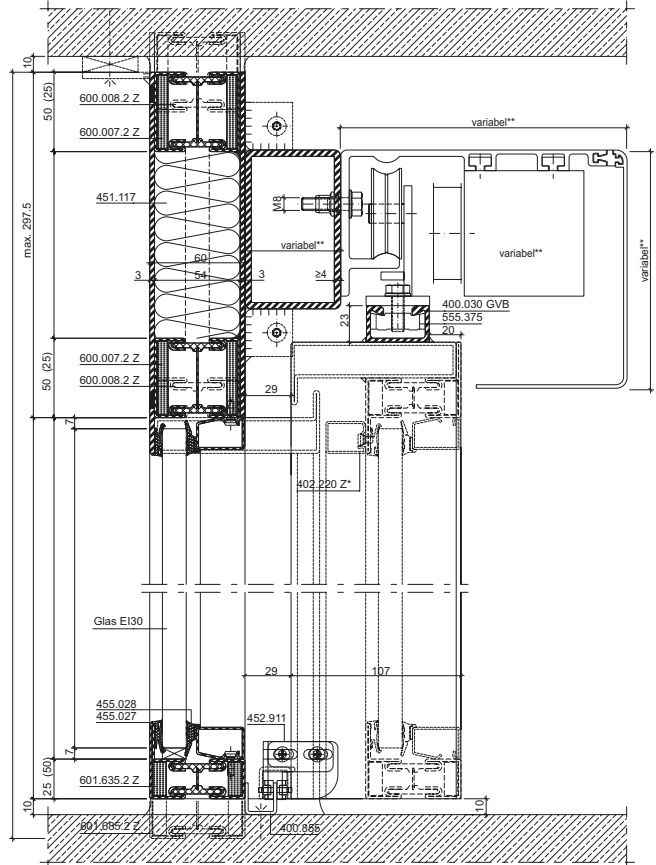 10
50 (25)
600.008.2 Z
600.007.2 Z
variabel**
451.117
M8
max. 297.5
variabel**
variabel**
variabel**
60
3
54
3
≥4
400.030 GVB
555.375
23
20
600.007.2 Z
50 (25)
600.008.2 Z
29
7
402.220 Z*
Glas EI30
29
107
455.028
455.027
452.911
7
25 (50)
601.635.2 Z
10
10
601.685.2 Z
400.855